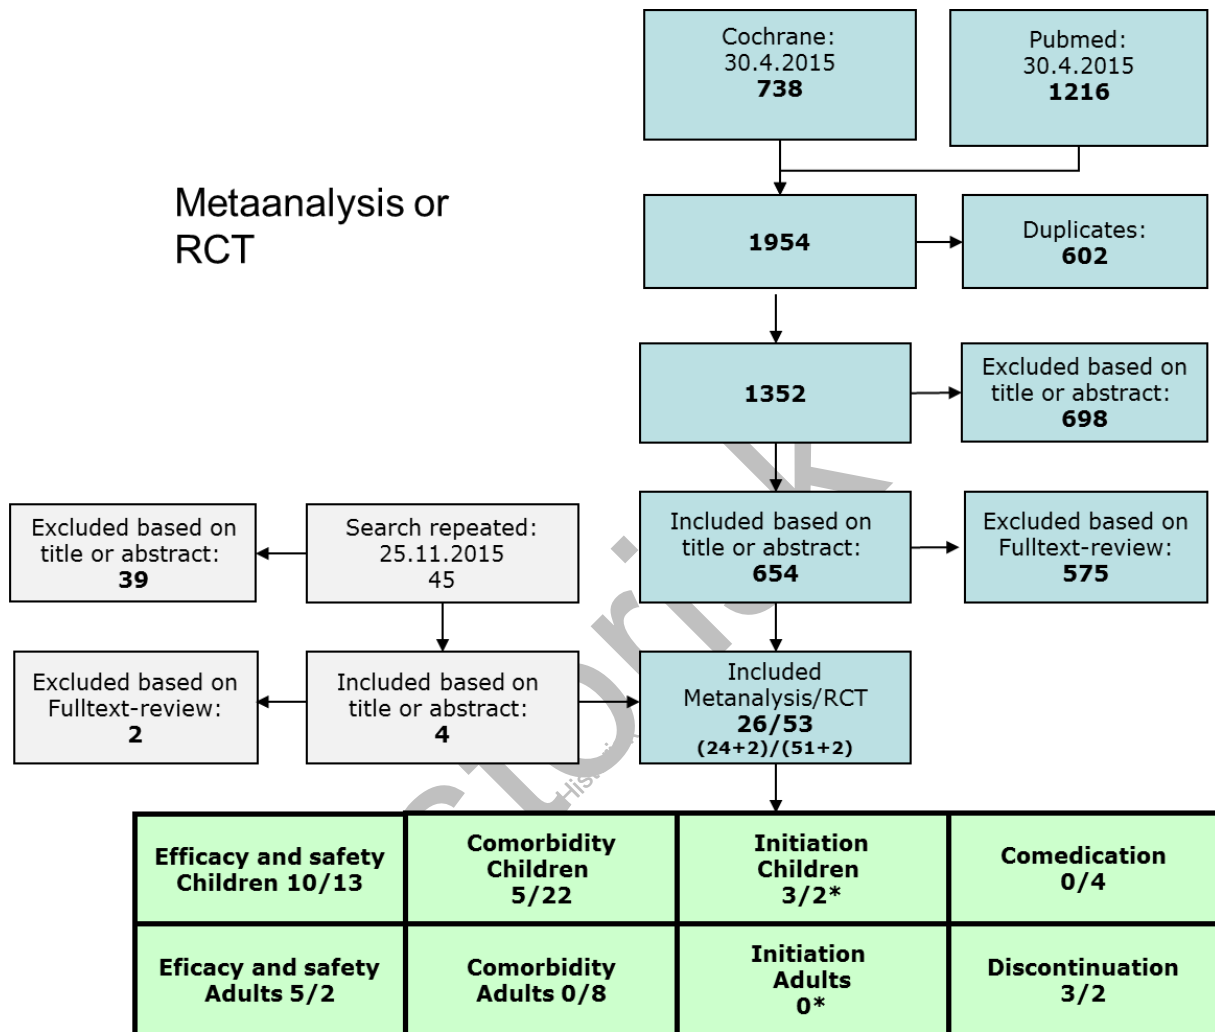 Cochrane:
30.4.2015
738
Pubmed:
30.4.2015
1216
Metaanalysis or
RCT
1954
Duplicates:
602
1352
Excluded based on
title or abstract:
698
Excluded based on
title or abstract:
39
Search repeated:
25.11.2015
45
Included based on
title or abstract:
654
Excluded based on
Fulltext-review:
575
Excluded based on
Fulltext-review:
2
Included based on
title or abstract:
4
Included
Metanalysis/RCT
26/53
(24+2)/(51+2)
Efficacy and safety
Children 10/13
Comorbidity
Children
5/22
Initiation
Children
3/2*
Comedication
0/4
Eficacy and safety
Adults 5/2
Comorbidity
Adults 0/8
Initiation
Adults
0*
Discontinuation
3/2